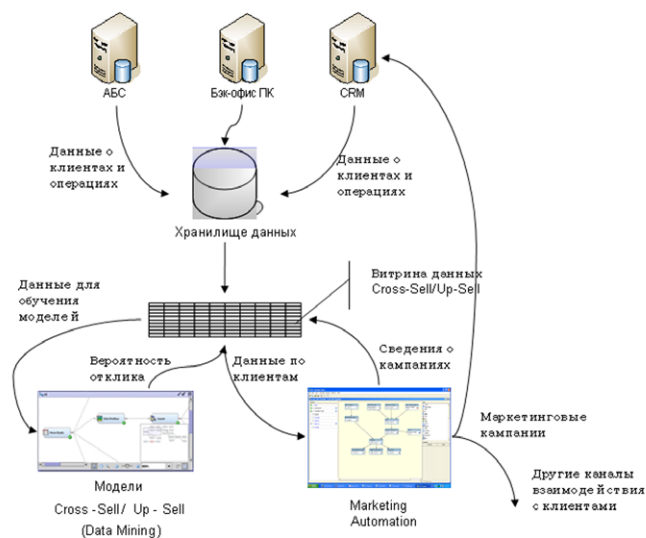 АБС
Бэк-офис ПК
CRM
Данные о
клиентах и
операциях
Данные о
клиентах и
операциях
Хранилище данных
Данные для
обучения
моделей
Витрина данных
Cross-Sell/Up-Sell
Вероятность
отклика
Данные по
клиентам
Сведения о
кампаниях
Маркетинговые
кампании
Модели
Cross -Sell / Up - Sell
(Data Mining)
Marketing
Automation
Другие каналы
взаимодействия
с клиентами